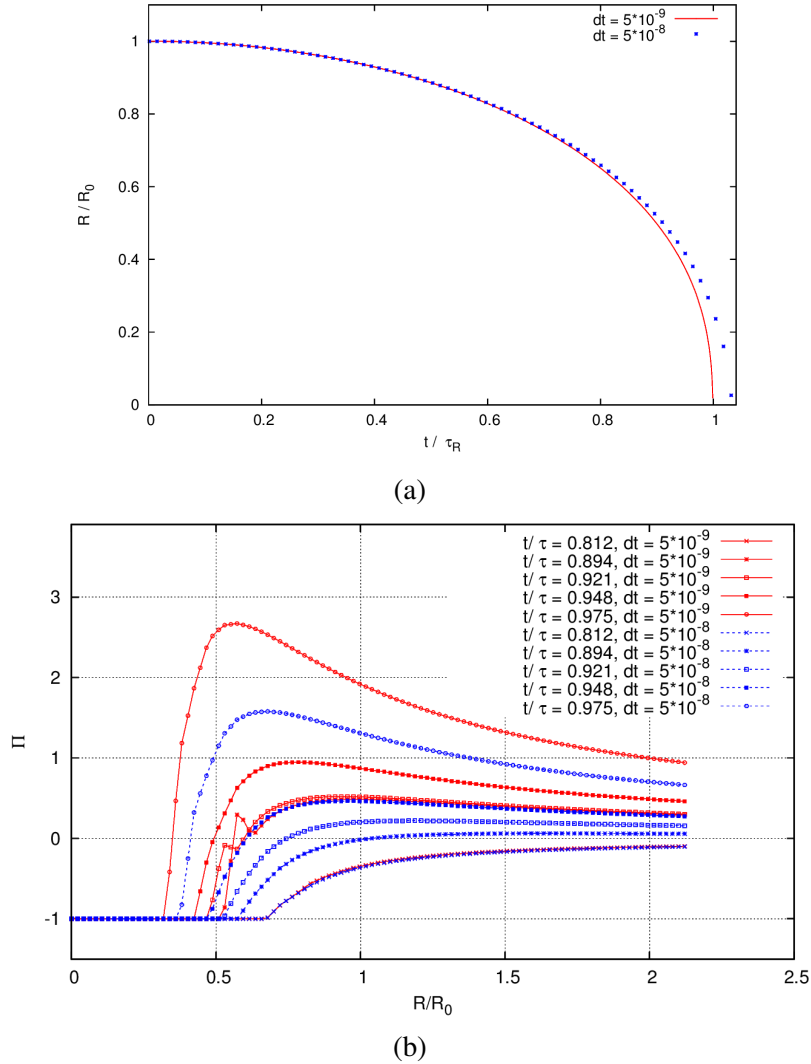 dt = 5*10^-9
dt = 5*10^-8
1
0.8
0.6
0.4
0.2
0
R / R_0
0 0.2 0.4 0.6 0.8 1
t / τ_R
(a)
t/ τ = 0.812, dt = 5*10^-9
t/ τ = 0.894, dt = 5*10^-9
t/ τ = 0.921, dt = 5*10^-9
t/ τ = 0.948, dt = 5*10^-9
t/ τ = 0.975, dt = 5*10^-9
t/ τ = 0.812, dt = 5*10^-8
t/ τ = 0.894, dt = 5*10^-8
t/ τ = 0.921, dt = 5*10^-8
t/ τ = 0.948, dt = 5*10^-8
t/ τ = 0.975, dt = 5*10^-8
3
2
1
0
-1
Π
0 0.5 1 1.5 2 2.5
R/R_0
(b)